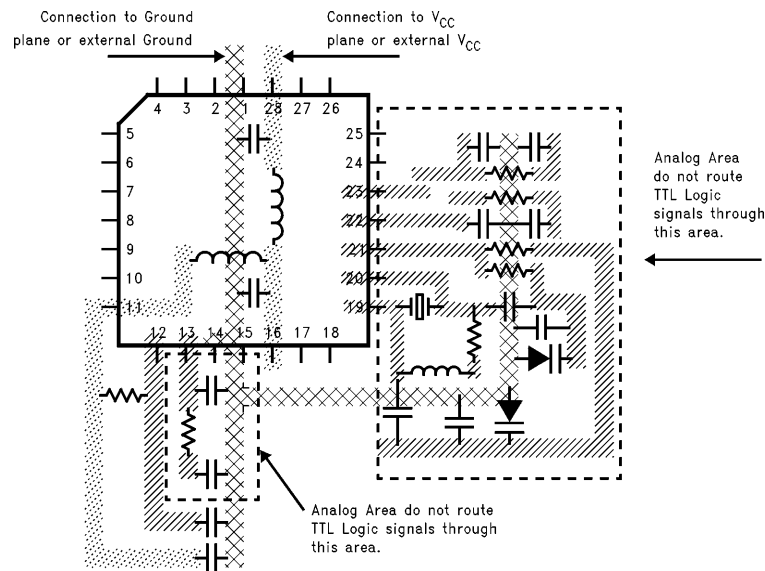 Connection to Ground
plane or external Ground
Connection to VCC
plane or external VCC
4 3 2 1 28 27 26
5
6
7
8
9
10
11
25
24
23
22
21
20
19
12 13 14 15 16 17 18
Analog Area
do not route
TTL Logic
signals through
this area.
Analog Area do not route
TTL Logic signals through
this area.